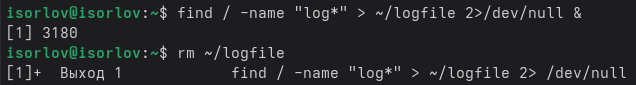 isorlov@isorlov:~$ find / -name "log*" > ~/logfile 2>/dev/null &
[1] 3180
isorlov@isorlov:~$ rm ~/logfile
[1]+  Выход 1            find / -name "log*" > ~/logfile 2> /dev/null